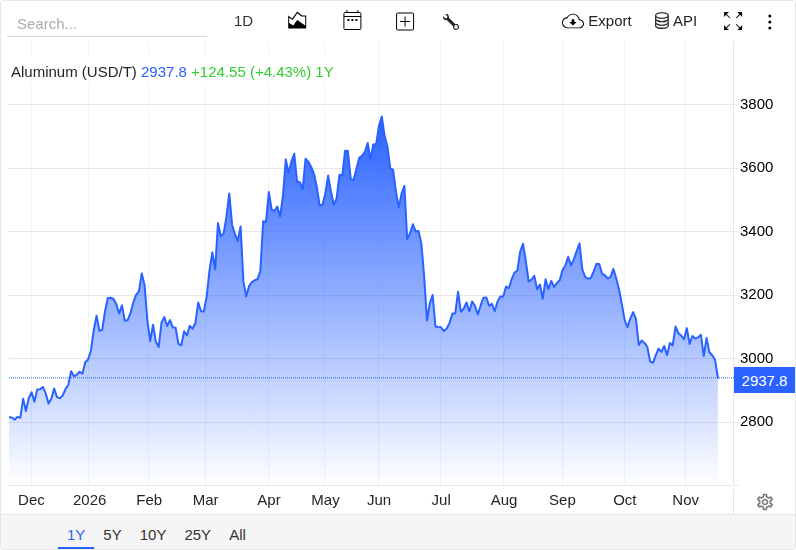 Search... 1D Export API
Aluminum (USD/T) 2937.8 +124.55 (+4.43%) 1Y
3800
3600
3400
3200
3000
2937.8
2800
Dec 2026 Feb Mar Apr May Jun Jul Aug Sep Oct Nov
1Y 5Y 10Y 25Y All